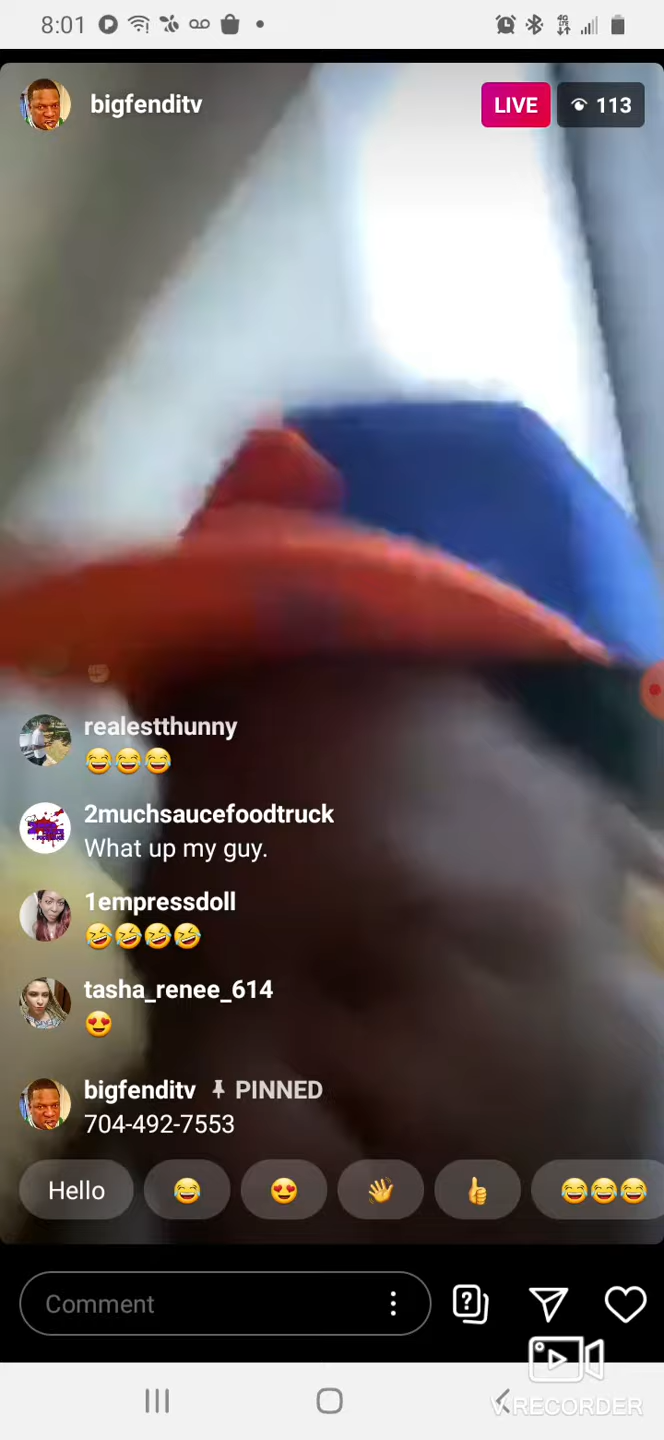 8:01
bigfenditv
LIVE 113
realestthunny
😂😂😂
2muchsaucefoodtruck
What up my guy.
1empressdoll
🤣🤣🤣🤣
tasha_renee_614
😍
bigfenditv PINNED
704-492-7553
Hello 😂 😍 👋 👍 😂😂😂
Comment
VRECORDER